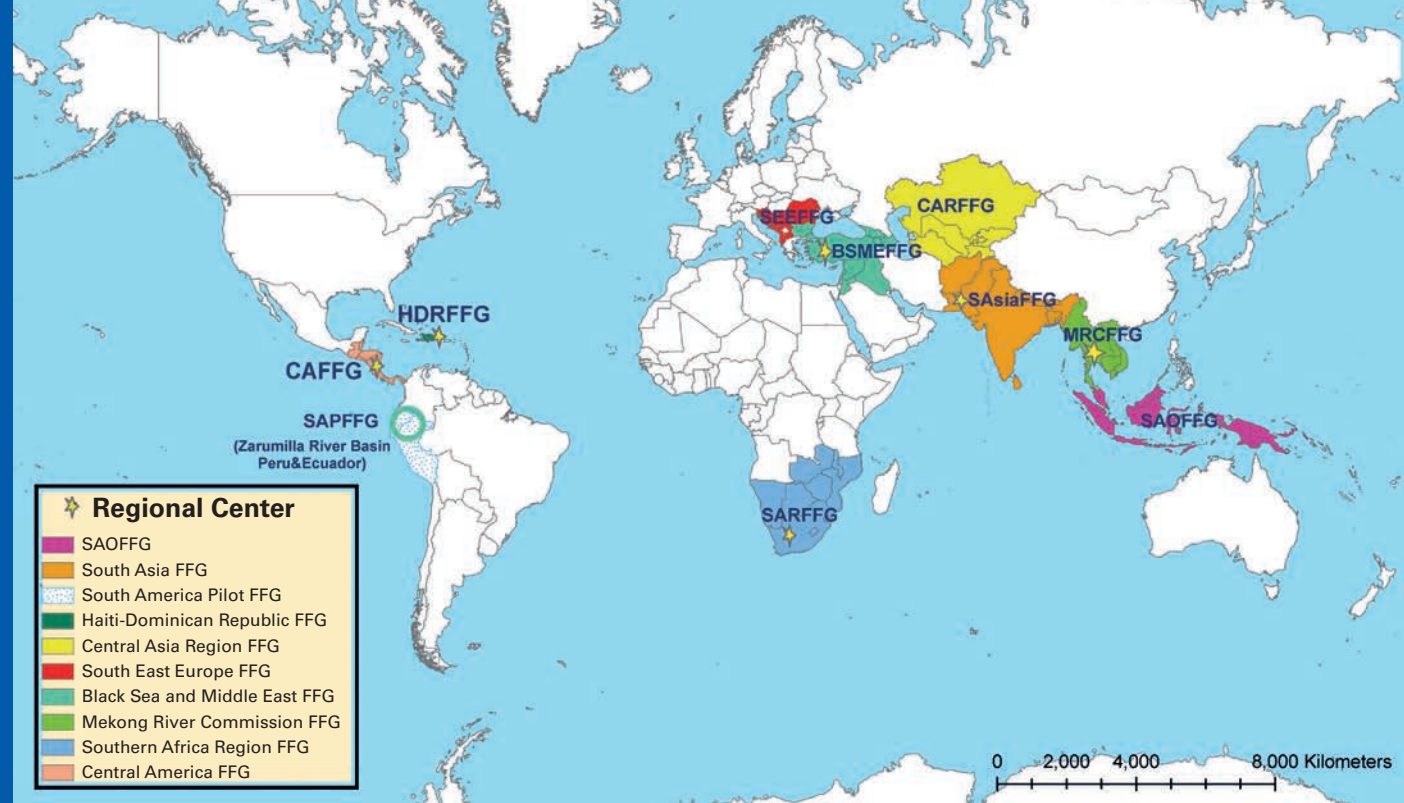 CARFFG
SEEFFG
BSMEFFG
SAsiaFFG
HDRFFG
MRCFFG
CAFFG
SAPFFG
(Zarumilla River Basin
Peru&Ecuador)
SAOFFG
SARFFG
Regional Center
SAOFFG
South Asia FFG
South America Pilot FFG
Haiti-Dominican Republic FFG
Central Asia Region FFG
South East Europe FFG
Black Sea and Middle East FFG
Mekong River Commission FFG
Southern Africa Region FFG
Central America FFG
0 2,000 4,000 8,000 Kilometers